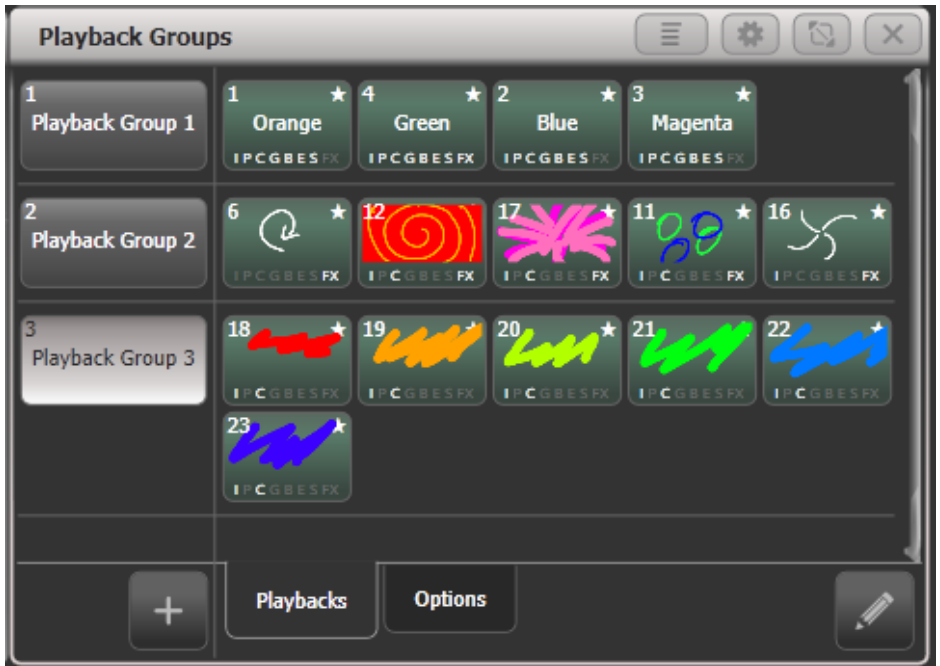 Playback Groups
1
Playback Group 1
1
Orange
IPCGBESFX
4
Green
IPCGBESFX
2
Blue
IPCGBESFX
3
Magenta
IPCGBESFX
2
Playback Group 2
6
IPCGBESFX
12
IPCGBESFX
17
IPCGBESFX
11
IPCGBESFX
16
IPCGBESFX
3
Playback Group 3
18
IPCGBESFX
19
IPCGBESFX
20
IPCGBESFX
21
IPCGBESFX
22
IPCGBESFX
23
IPCGBESFX
Playbacks
Options